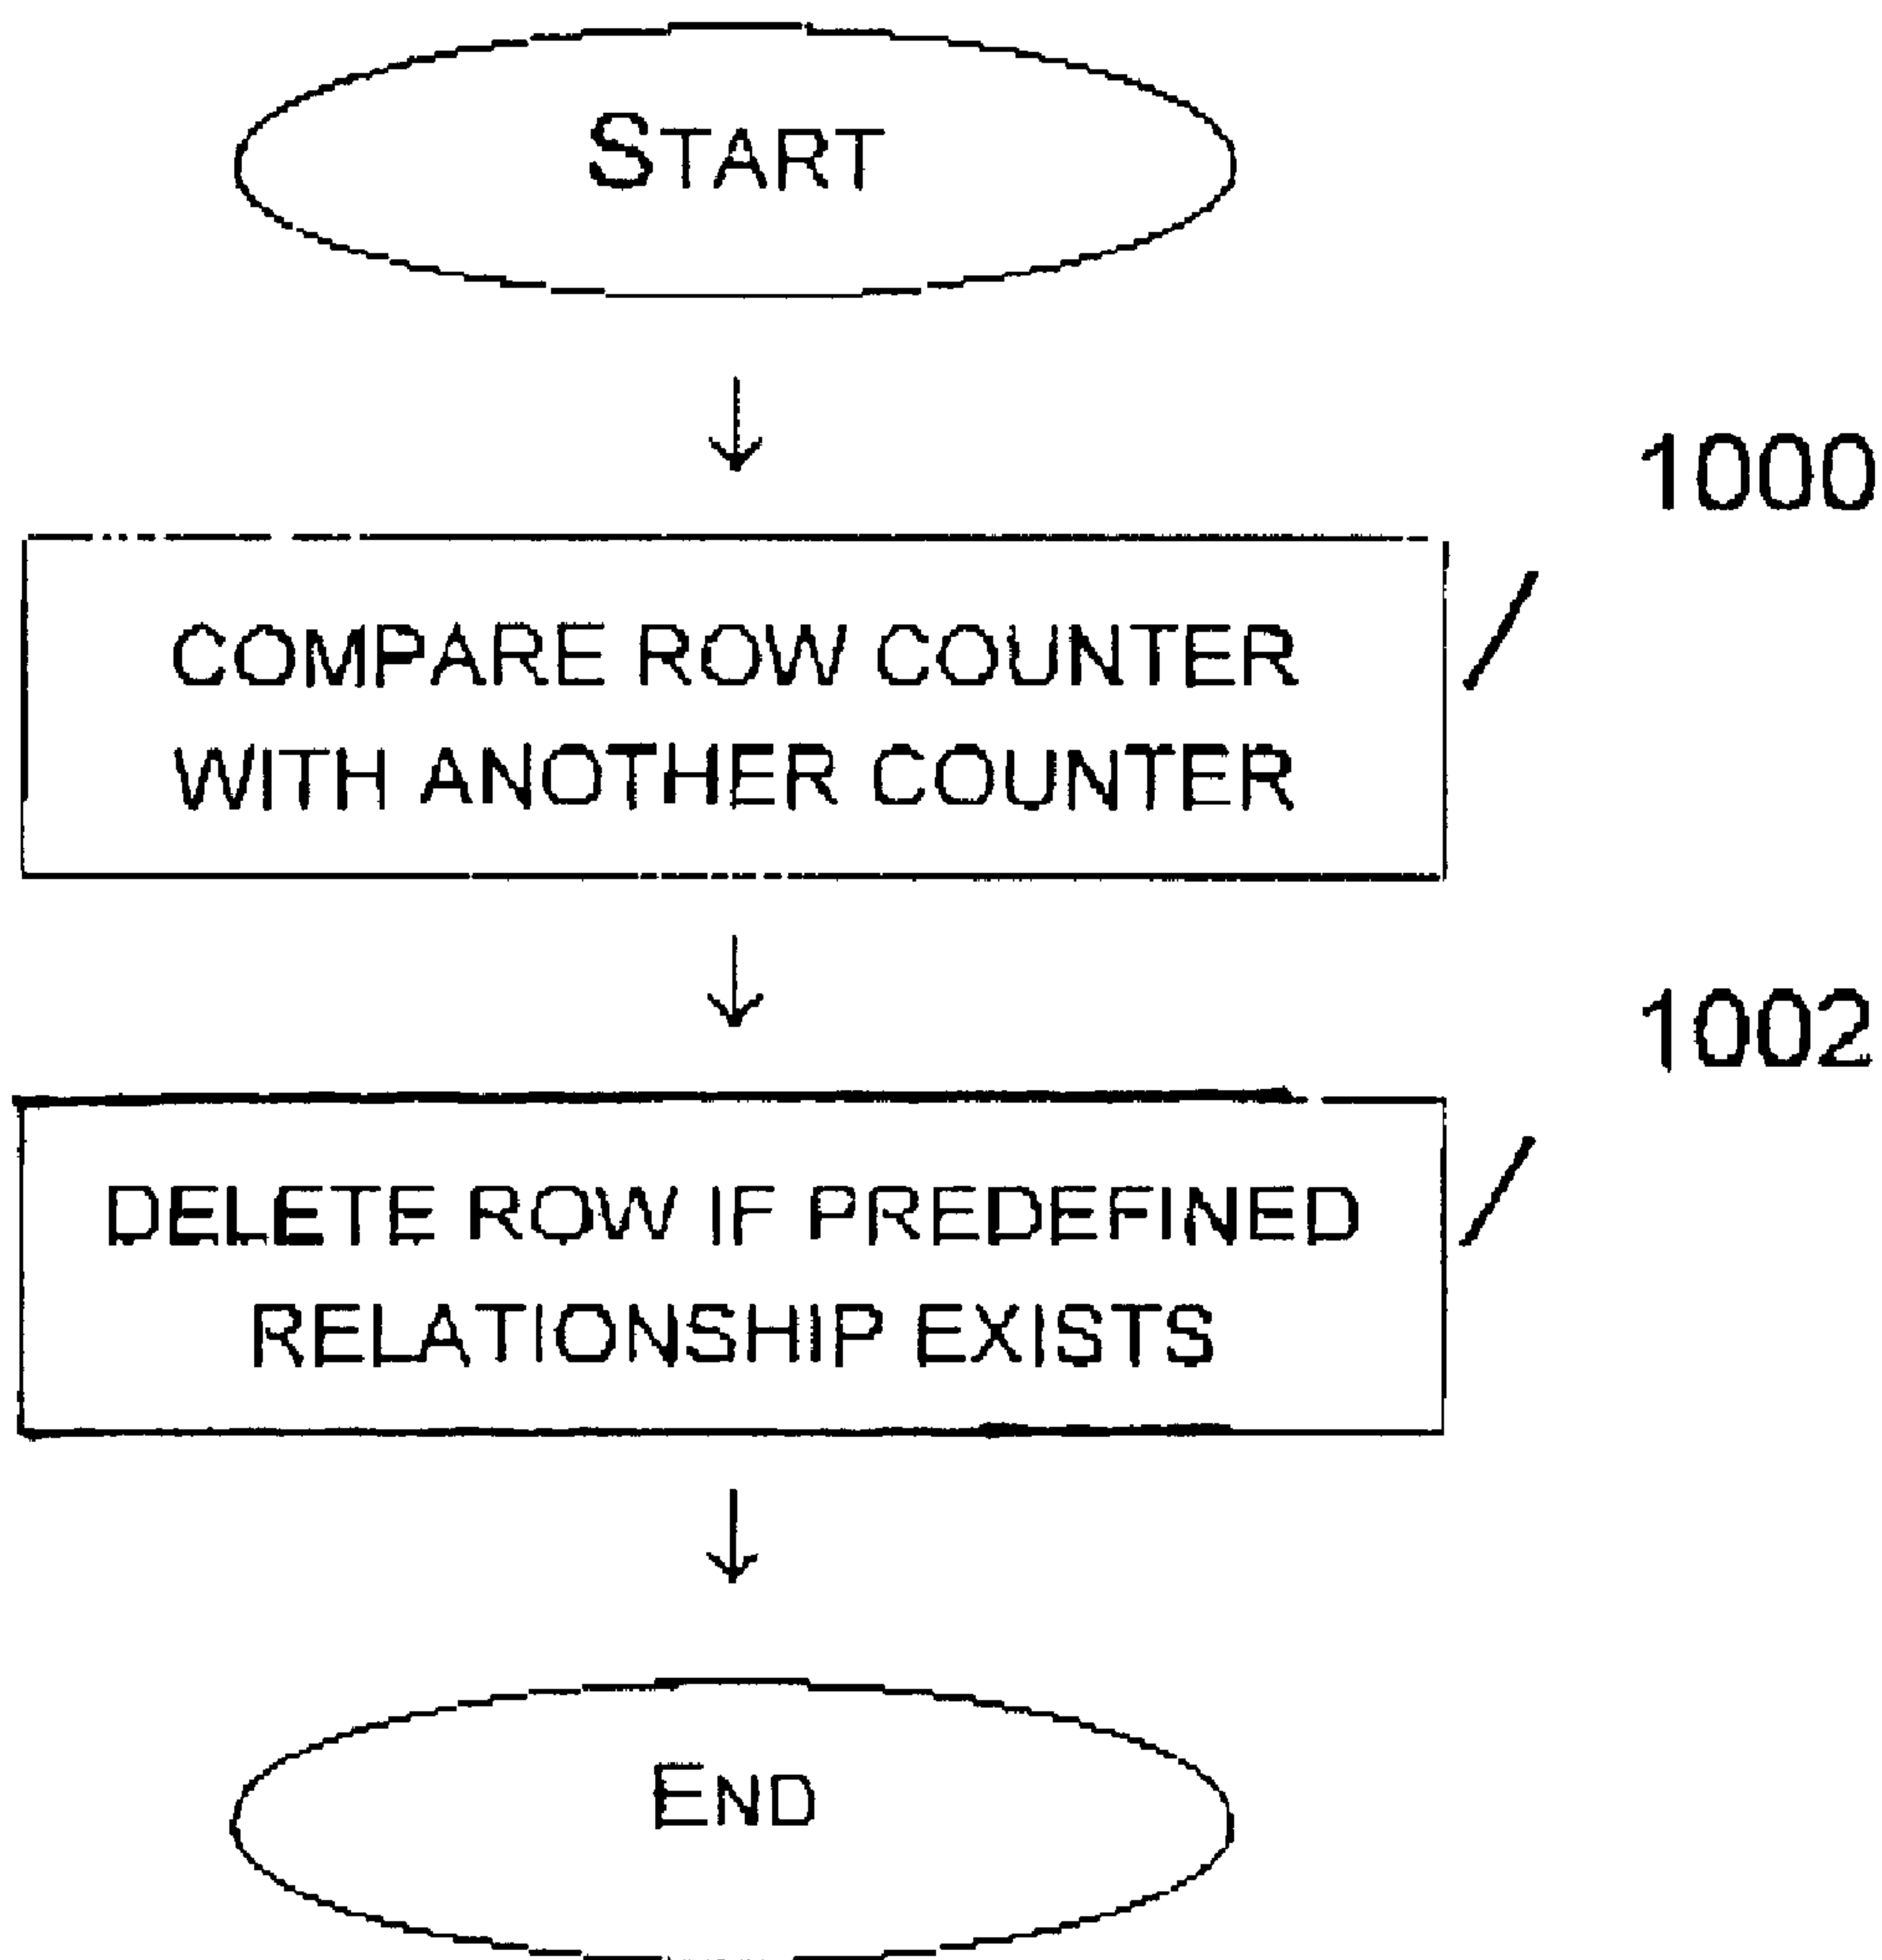 START
1000
COMPARE ROW COUNTER
WITH ANOTHER COUNTER
1002
DELETE ROW IF PREDEFINED
RELATIONSHIP EXISTS
END